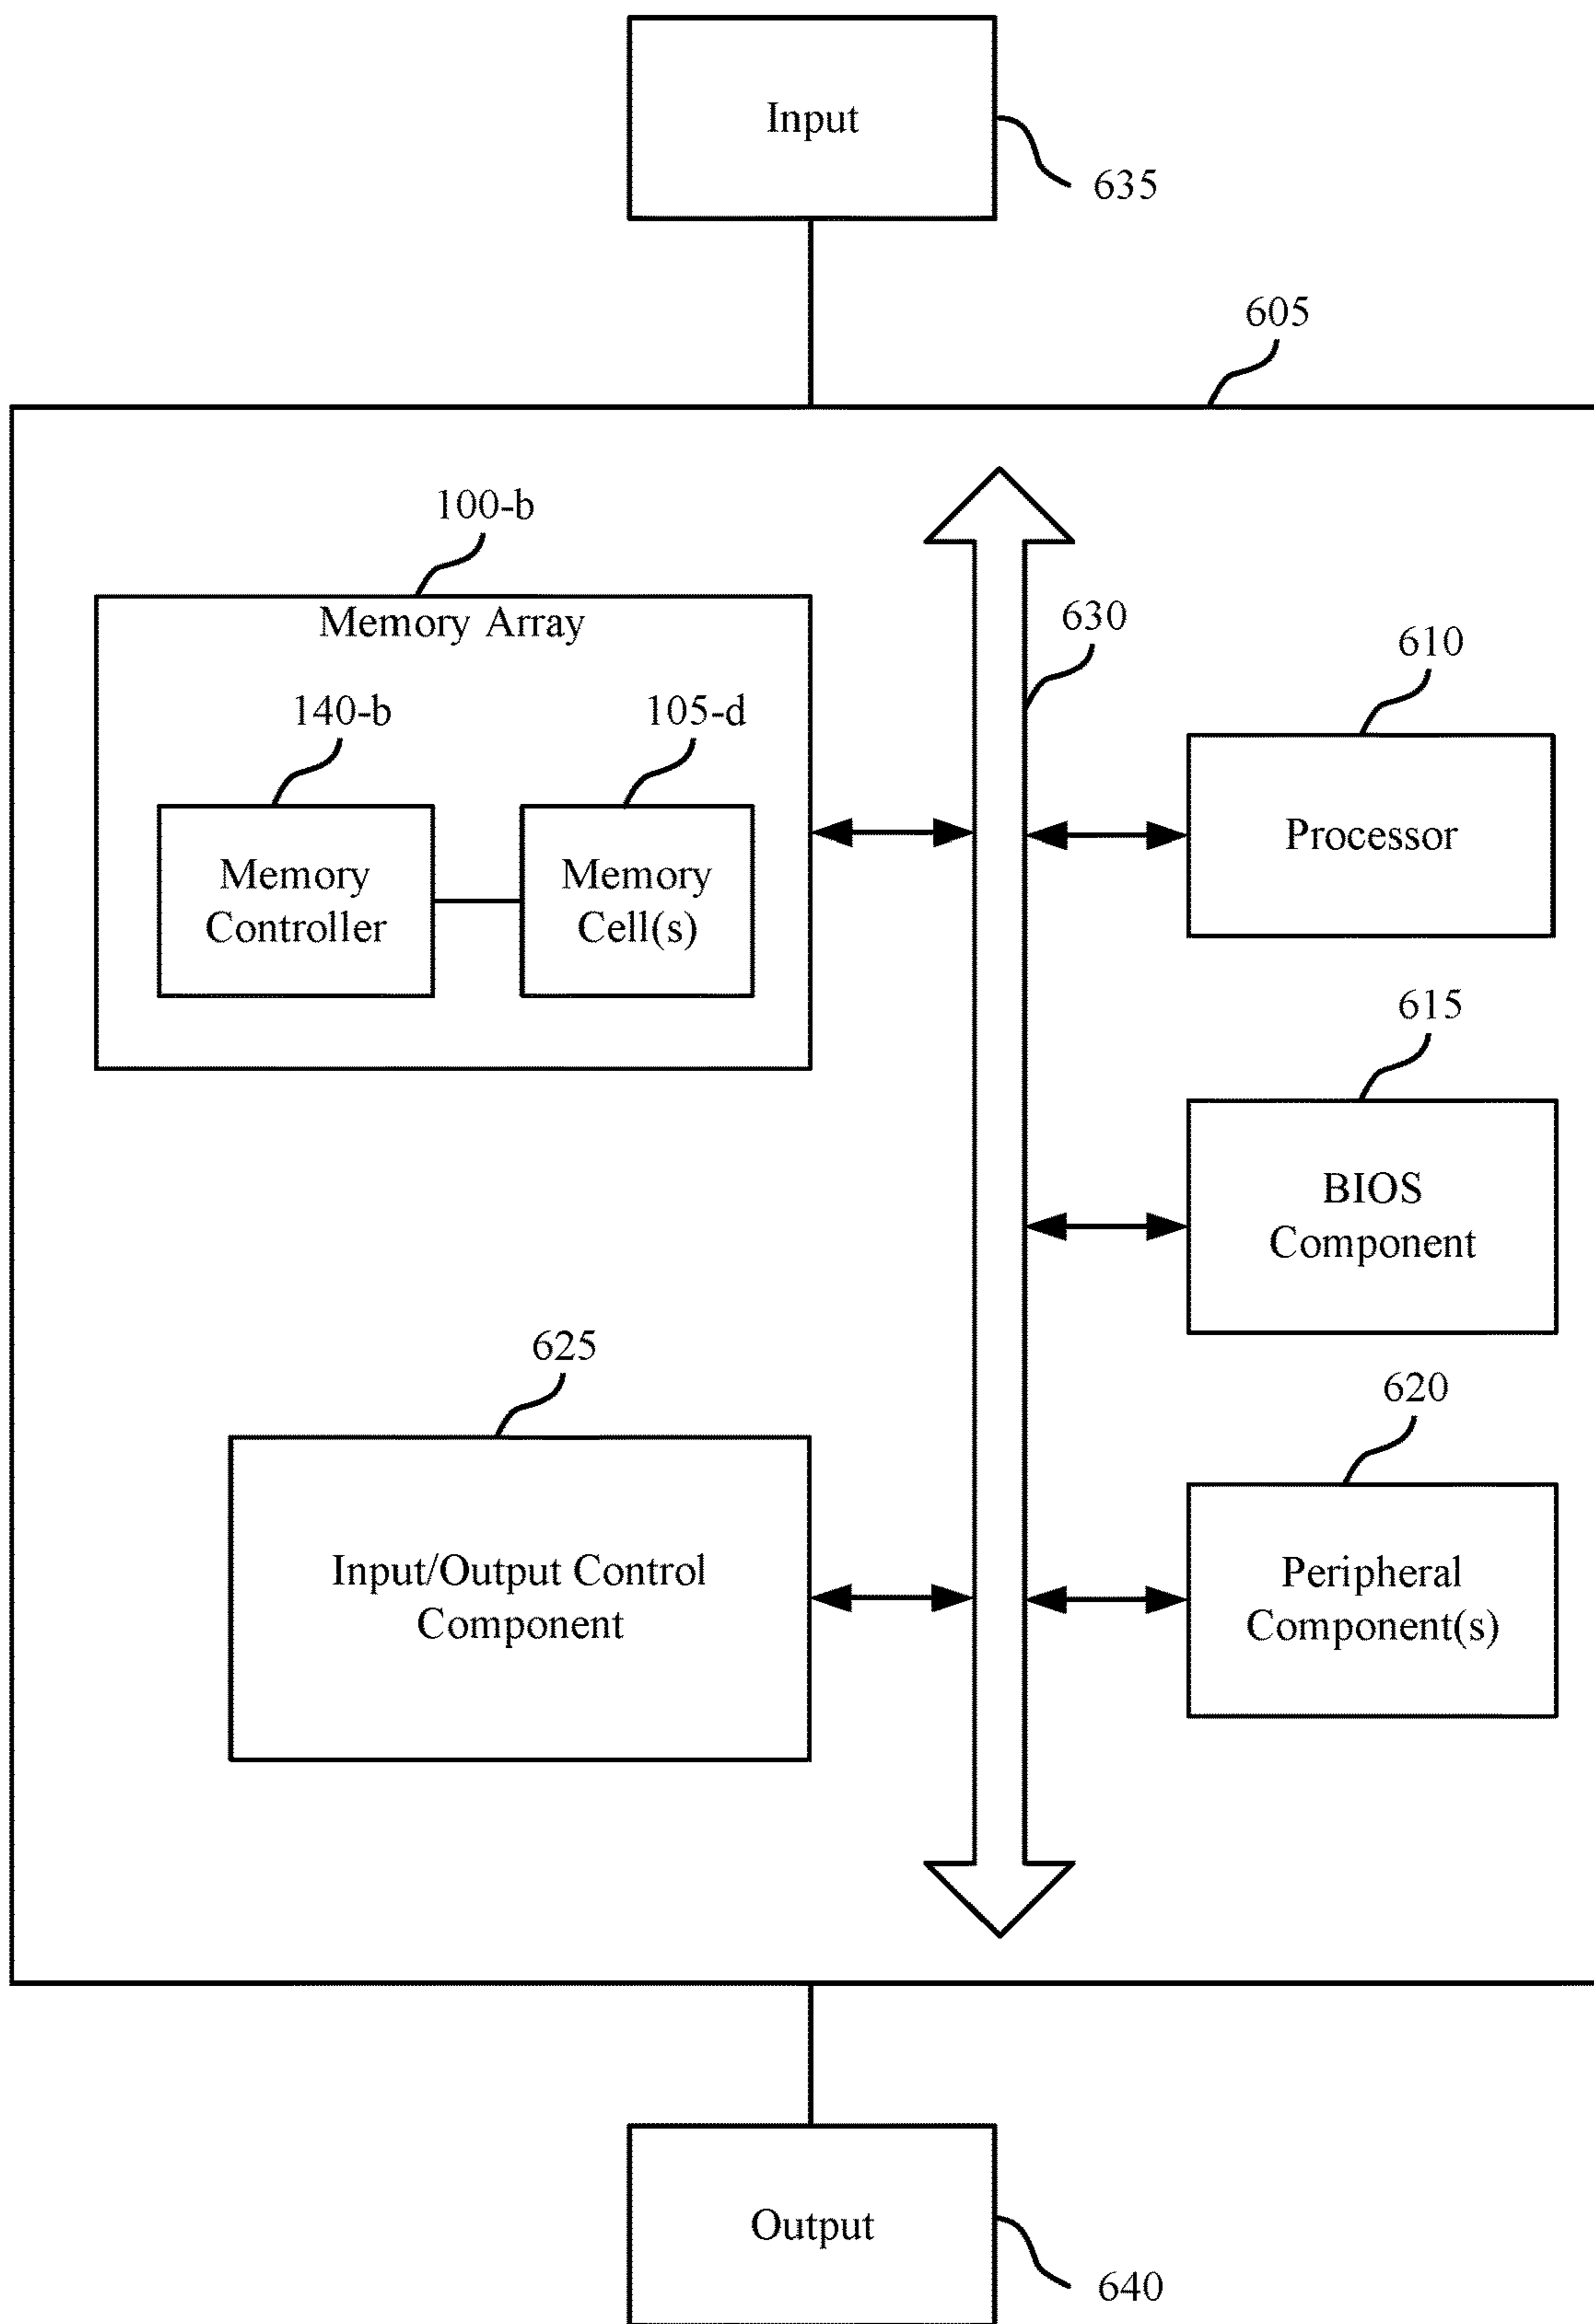 Input
635
605
100-b
Memory Array
630
610
140-b
105-d
Processor
Memory
Controller
Memory
Cell(s)
615
BIOS
Component
625
620
Input/Output Control
Component
Peripheral
Component(s)
Output
640